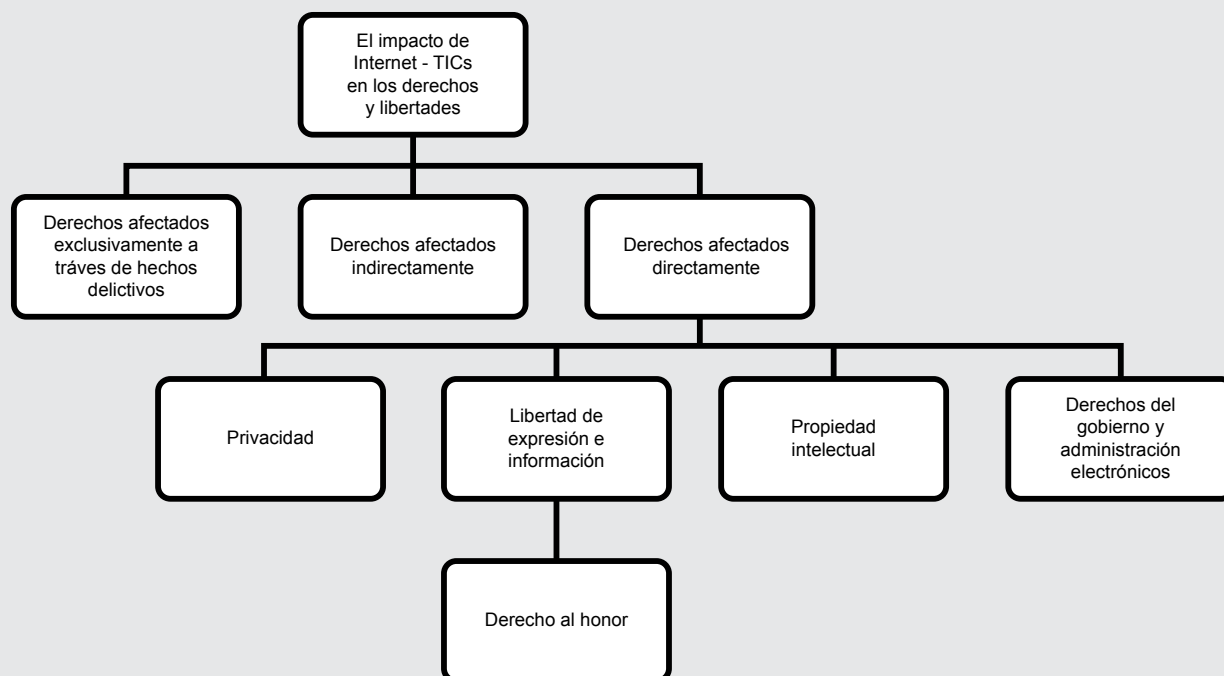 El impacto de
Internet - TICs
en los derechos
y libertades
Derechos afectados
exclusivamente a
tráves de hechos
delictivos
Derechos afectados
indirectamente
Derechos afectados
directamente
Privacidad
Libertad de
expresión e
información
Propiedad
intelectual
Derechos del
gobierno y
administración
electrónicos
Derecho al honor